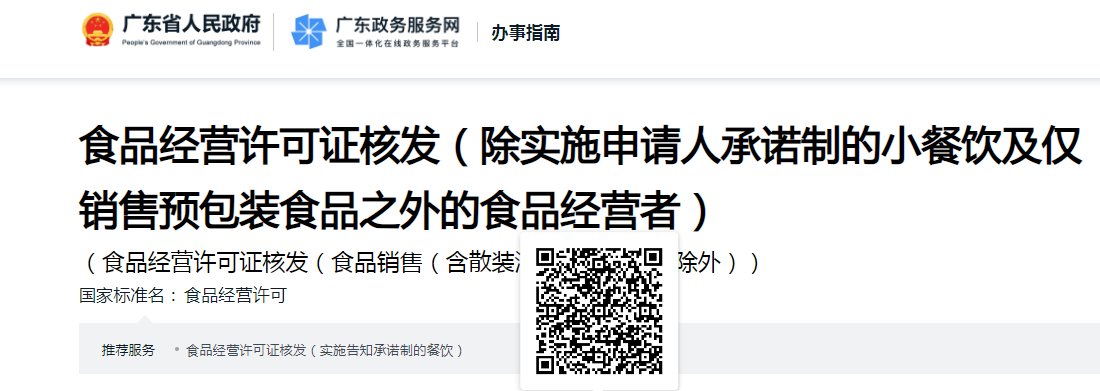 广东省人民政府
People's Government of Guangdong Province
广东政务服务网
全国一体化在线政务服务平台
办事指南
食品经营许可证核发（除实施申请人承诺制的小餐饮及仅
销售预包装食品之外的食品经营者）
（食品经营许可证核发（食品销售（含散装 除外））
国家标准名：食品经营许可
推荐服务 • 食品经营许可证核发（实施告知承诺制的餐饮）